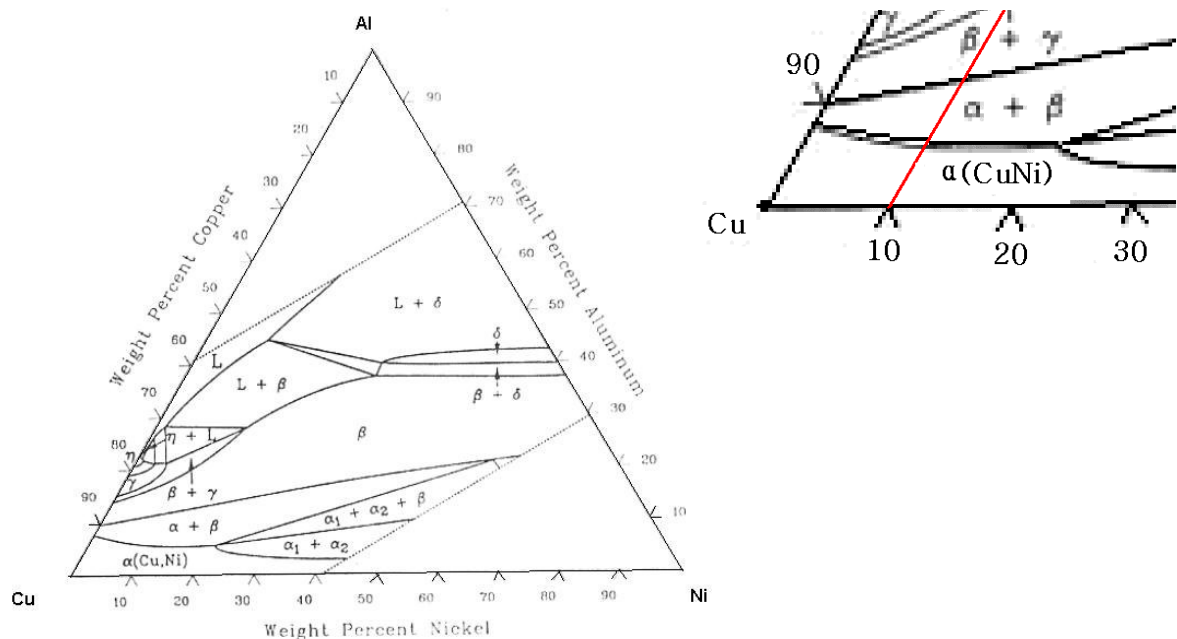 Al
10
20
30
40
50
60
70
80
90
Weight Percent Copper
90
80
70
60
50
40
30
20
10
Weight Percent Aluminum
L + δ
L
L + β
δ
β + δ
η + L
η
γ
β + γ
β
α + β
α₁ + α₂ + β
α₁ + α₂
α(Cu,Ni)
Cu
Ni
10
20
30
40
50
60
70
80
90
Weight Percent Nickel
γ
β + γ
90
α + β
α(CuNi)
Cu
10
20
30